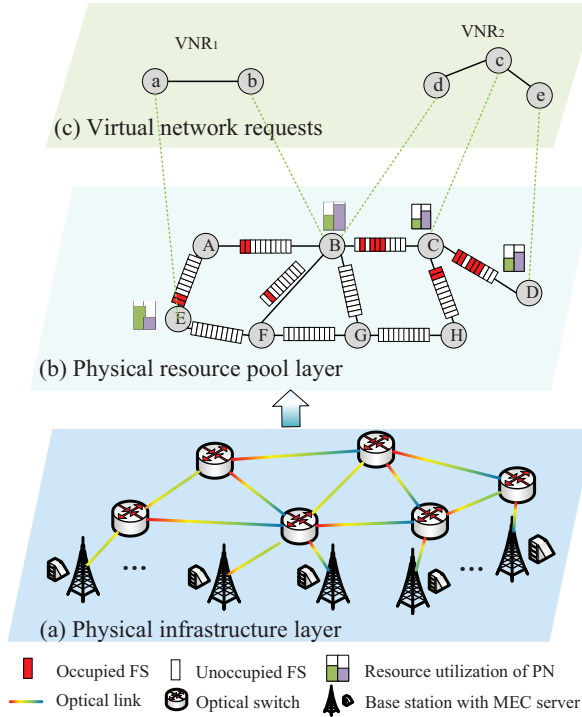 VNR1
VNR2
a
b
c
d
e
(c) Virtual network requests
A
B
C
D
E
F
G
H
(b) Physical resource pool layer
...
...
(a) Physical infrastructure layer
Occupied FS
Unoccupied FS
Resource utilization of PN
Optical link
Optical switch
Base station with MEC server